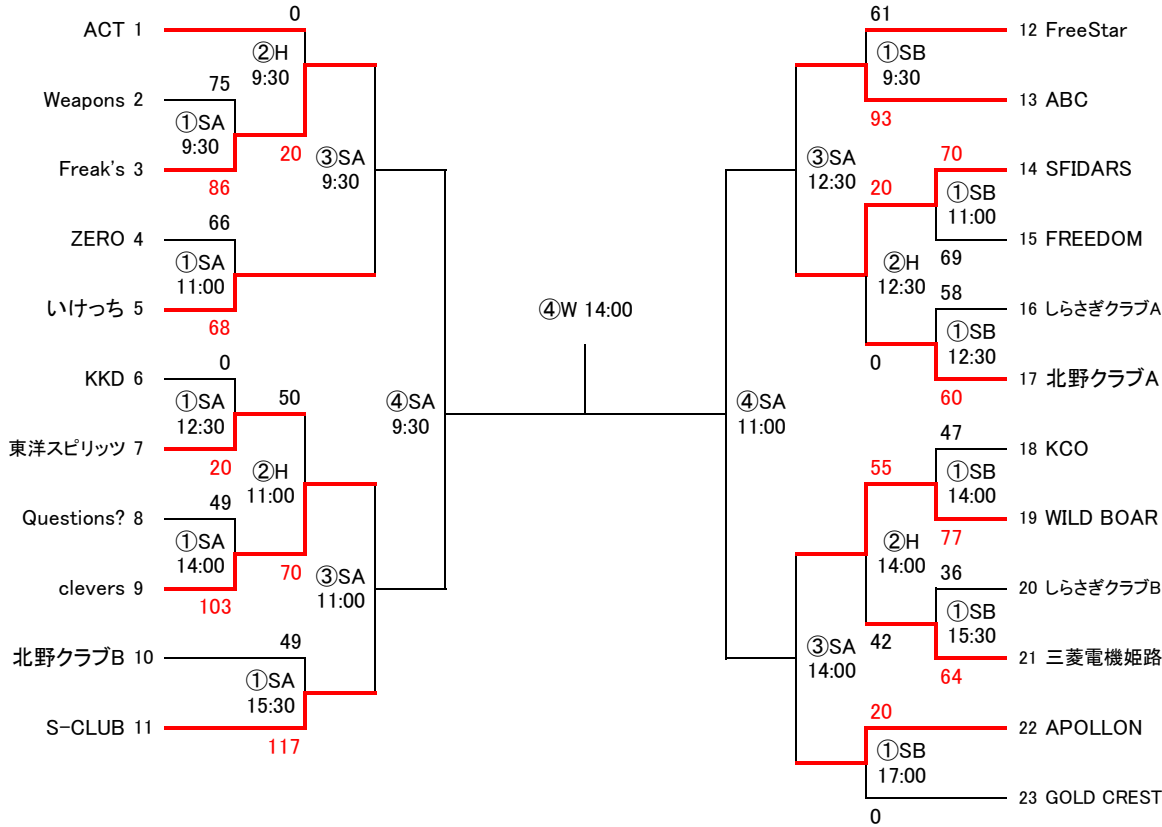 0
ACT 1
②H
9:30
75
Weapons 2
①SA
9:30
20
Freak's 3
86
③SA
9:30
66
ZERO 4
①SA
11:00
いけっち 5
68
0
KKD 6
①SA
12:30
50
東洋スピリッツ 7
20
②H
11:00
49
Questions? 8
①SA
14:00
70
clevers 9
103
③SA
11:00
49
北野クラブB 10
①SA
15:30
S-CLUB 11
117
④SA
9:30
④W 14:00
④SA
11:00
61
12 FreeStar
①SB
9:30
13 ABC
93
③SA
12:30
70
20
14 SFIDARS
①SB
11:00
15 FREEDOM
69
②H
12:30
58
16 しらさぎクラブA
①SB
12:30
0
17 北野クラブA
60
47
18 KCO
55
①SB
14:00
19 WILD BOAR
77
②H
14:00
36
20 しらさぎクラブB
①SB
15:30
42
21 三菱電機姫路
64
③SA
14:00
20
22 APOLLON
①SB
17:00
23 GOLD CREST
0